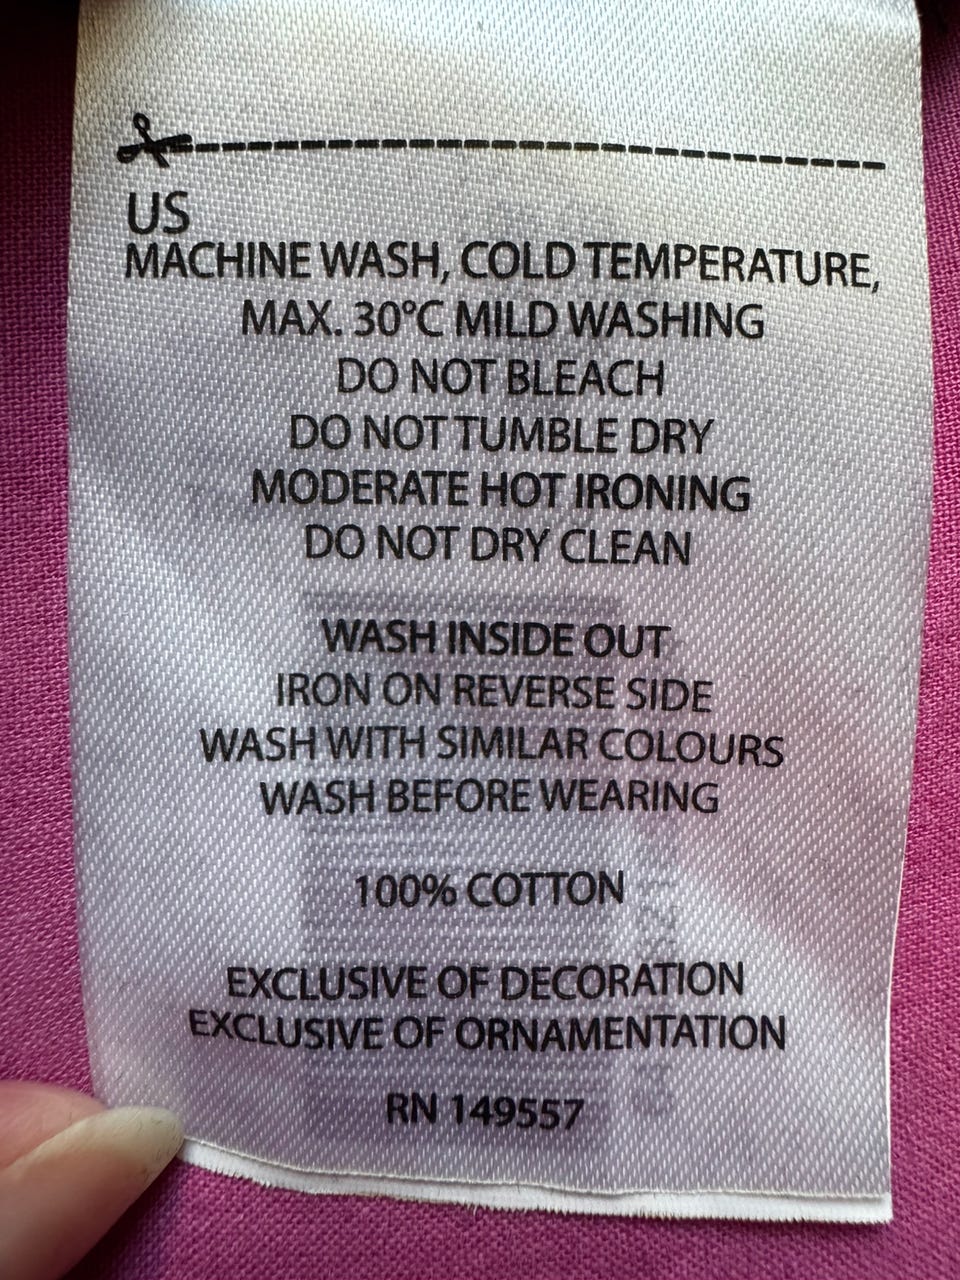 US
MACHINE WASH, COLD TEMPERATURE,
MAX. 30°C MILD WASHING
DO NOT BLEACH
DO NOT TUMBLE DRY
MODERATE HOT IRONING
DO NOT DRY CLEAN
WASH INSIDE OUT
IRON ON REVERSE SIDE
WASH WITH SIMILAR COLOURS
WASH BEFORE WEARING
100% COTTON
EXCLUSIVE OF DECORATION
EXCLUSIVE OF ORNAMENTATION
RN 149557